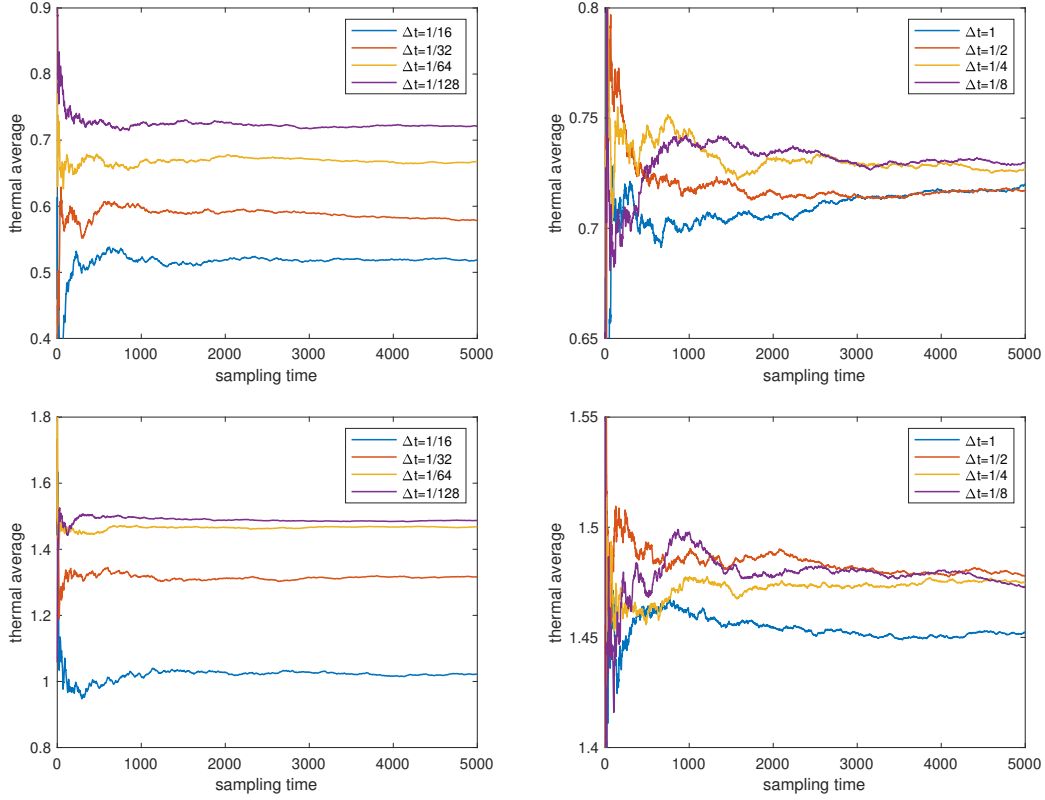 0.9
0.8
0.7
0.6
0.5
0.4
thermal average
0 1000 2000 3000 4000 5000
sampling time
Δt=1/16
Δt=1/32
Δt=1/64
Δt=1/128
0.8
0.75
0.7
0.65
thermal average
0 1000 2000 3000 4000 5000
sampling time
Δt=1
Δt=1/2
Δt=1/4
Δt=1/8
1.8
1.6
1.4
1.2
1
0.8
thermal average
0 1000 2000 3000 4000 5000
sampling time
Δt=1/16
Δt=1/32
Δt=1/64
Δt=1/128
1.55
1.5
1.45
1.4
thermal average
0 1000 2000 3000 4000 5000
sampling time
Δt=1
Δt=1/2
Δt=1/4
Δt=1/8